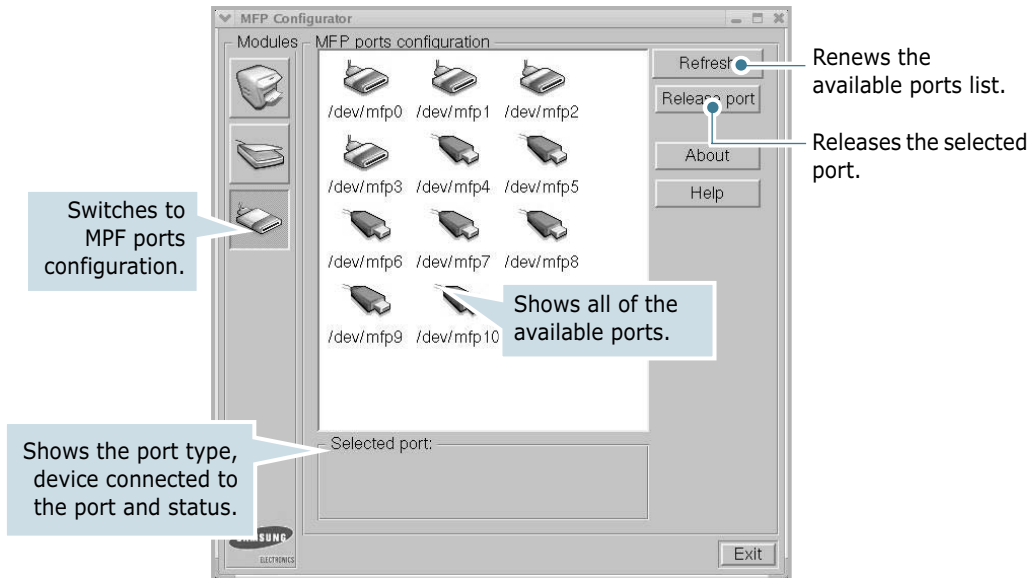 MFP Configurator
Modules
MFP ports configuration
/dev/mfp0 /dev/mfp1 /dev/mfp2
/dev/mfp3 /dev/mfp4 /dev/mfp5
/dev/mfp6 /dev/mfp7 /dev/mfp8
/dev/mfp9 /dev/mfp10
Refresh
Release port
About
Help
Renews the
available ports list.
Releases the selected
port.
Switches to
MPF ports
configuration.
Shows all of the
available ports.
Selected port:
Shows the port type,
device connected to
the port and status.
SAMSUNG
ELECTRONICS
Exit